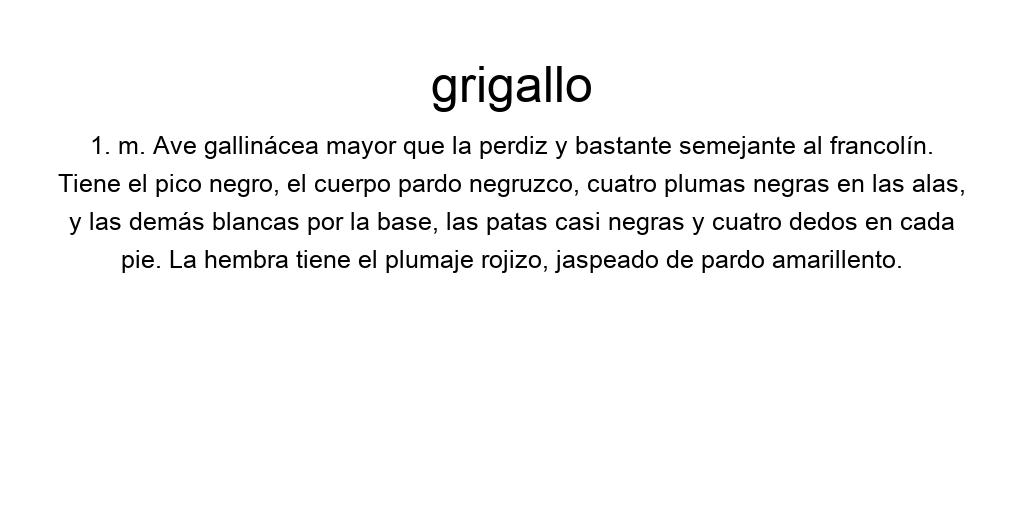 grigallo
1. m. Ave gallinácea mayor que la perdiz y bastante semejante al francolín.
Tiene el pico negro, el cuerpo pardo negruzco, cuatro plumas negras en las alas,
y las demás blancas por la base, las patas casi negras y cuatro dedos en cada
pie. La hembra tiene el plumaje rojizo, jaspeado de pardo amarillento.